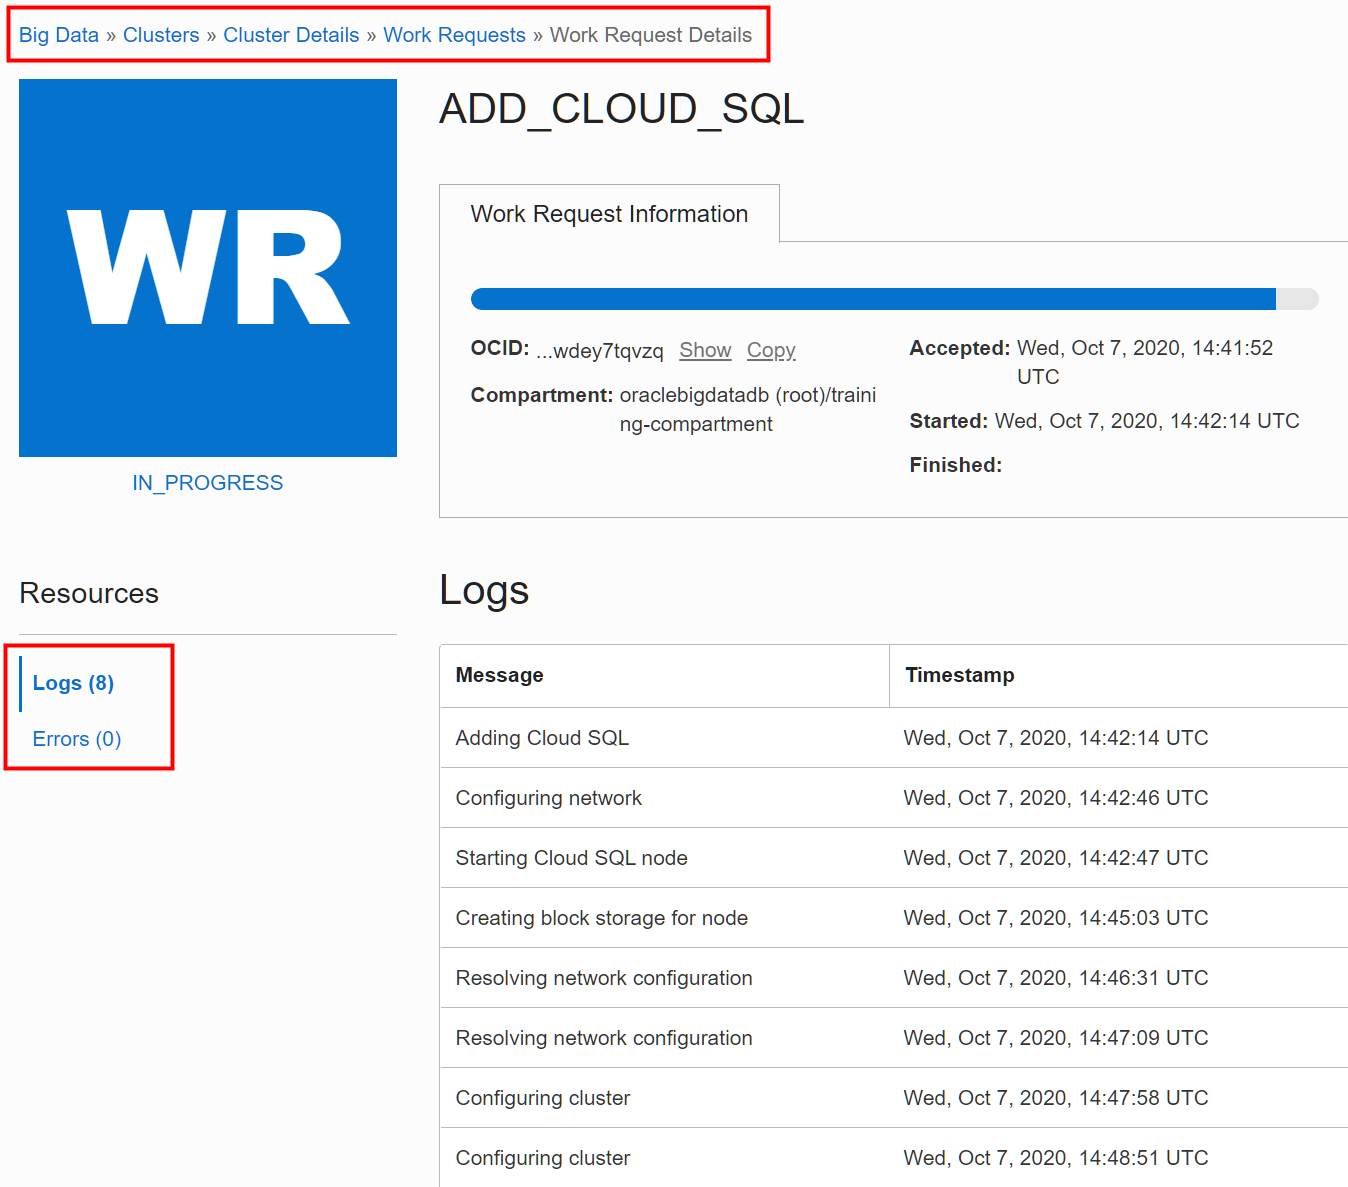 Big Data » Clusters » Cluster Details » Work Requests » Work Request Details
WR
IN_PROGRESS
ADD_CLOUD_SQL
Work Request Information
OCID: ...wdey7tqvzq Show Copy
Compartment: oraclebigdatadb (root)/traini
ng-compartment
Accepted: Wed, Oct 7, 2020, 14:41:52
UTC
Started: Wed, Oct 7, 2020, 14:42:14 UTC
Finished:
Resources
Logs (8)
Errors (0)
Logs
Message Timestamp
Adding Cloud SQL Wed, Oct 7, 2020, 14:42:14 UTC
Configuring network Wed, Oct 7, 2020, 14:42:46 UTC
Starting Cloud SQL node Wed, Oct 7, 2020, 14:42:47 UTC
Creating block storage for node Wed, Oct 7, 2020, 14:45:03 UTC
Resolving network configuration Wed, Oct 7, 2020, 14:46:31 UTC
Resolving network configuration Wed, Oct 7, 2020, 14:47:09 UTC
Configuring cluster Wed, Oct 7, 2020, 14:47:58 UTC
Configuring cluster Wed, Oct 7, 2020, 14:48:51 UTC